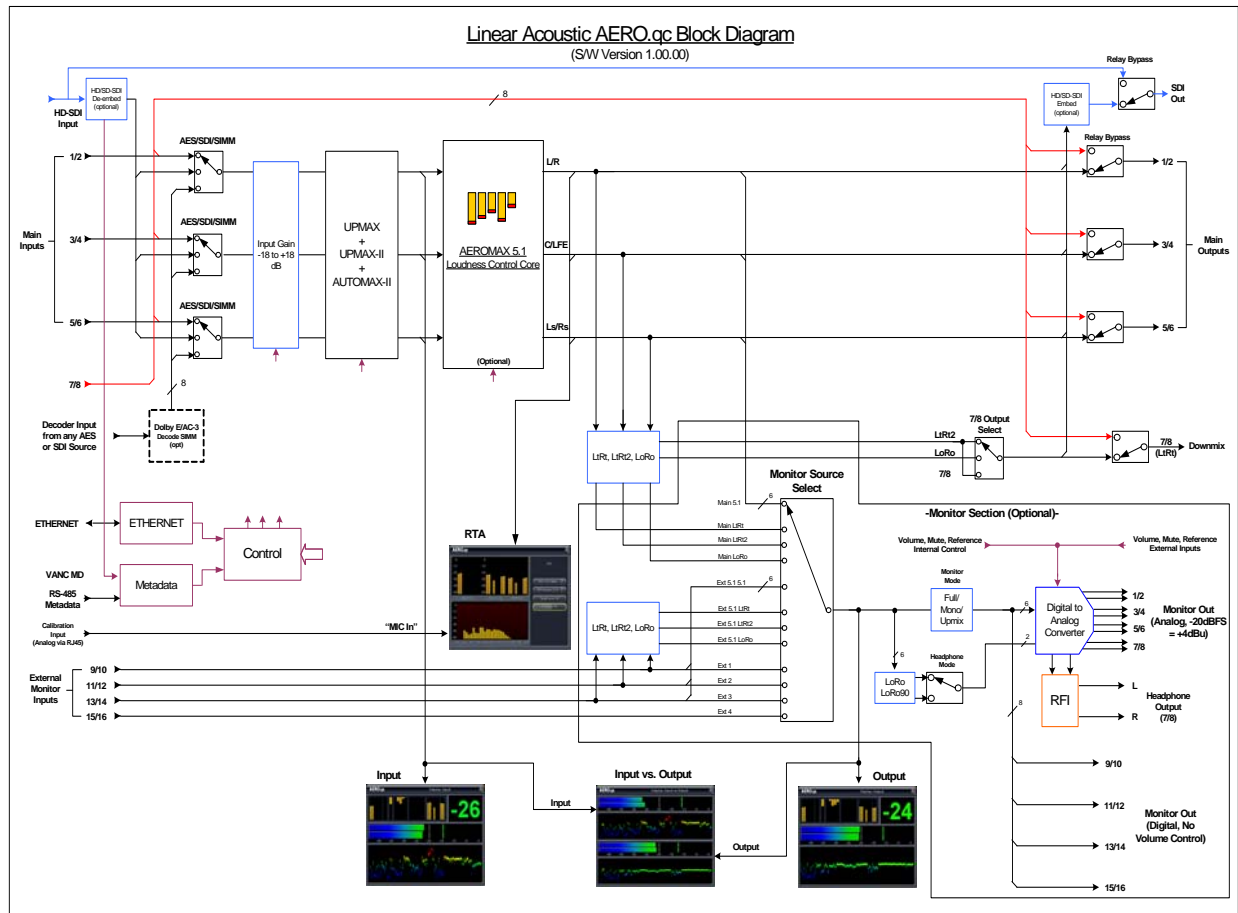 Linear Acoustic AERO.qc Block Diagram
(S/W Version 1.00.00)
Relay Bypass
HD/SD-SDI
De-embed
(optional)
HD-SDI
Input
8
HD/SD-SDI
Embed
(optional)
SDI
Out
AES/SDI/SIMM
L/R
Relay Bypass
1/2
1/2
Main
Inputs
3/4
AES/SDI/SIMM
Input Gain
-18 to +18
dB
UPMAX
+
UPMAX-II
+
AUTOMAX-II
AEROMAX 5.1
Loudness Control Core
C/LFE
3/4
Main
Outputs
5/6
AES/SDI/SIMM
Ls/Rs
5/6
(Optional)
7/8
8
Decoder Input
from any AES
or SDI Source
Dolby E/AC-3
Decode SIMM
(opt)
LtRt, LtRt2, LoRo
LtRt2
LoRo
7/8
7/8 Output
Select
7/8
(LtRt)
Downmix
Monitor Source
Select
-Monitor Section (Optional)-
ETHERNET
ETHERNET
Control
VANC MD
RS-485
Metadata
Metadata
Calibration
Input
(Analog via RJ45)
"MIC In"
RTA
AERO.qc
Main 5.1
6
Main LtRt
Main LtRt2
Main LoRo
Ext 5.1 5.1
6
Ext 5.1 LtRt
Ext 5.1 LtRt2
Ext 5.1 LoRo
Ext 1
Ext 2
Ext 3
Ext 4
LtRt, LtRt2, LoRo
External
Monitor
Inputs
9/10
11/12
13/14
15/16
Volume, Mute, Reference
Internal Control
Volume, Mute, Reference
External Inputs
Monitor
Mode
Full/
Mono/
Upmix
6
2
Digital to
Analog
Converter
1/2
3/4
5/6
7/8
Monitor Out
(Analog, -20dBFS
= +4dBu)
6
LoRo
LoRo90
Headphone
Mode
RFI
L
R
Headphone
Output
(7/8)
8
9/10
11/12
13/14
15/16
Monitor Out
(Digital, No
Volume Control)
Input
AERO.qc
-26
Input
Input vs. Output
AERO.qc
Output
Output
AERO.qc
-24